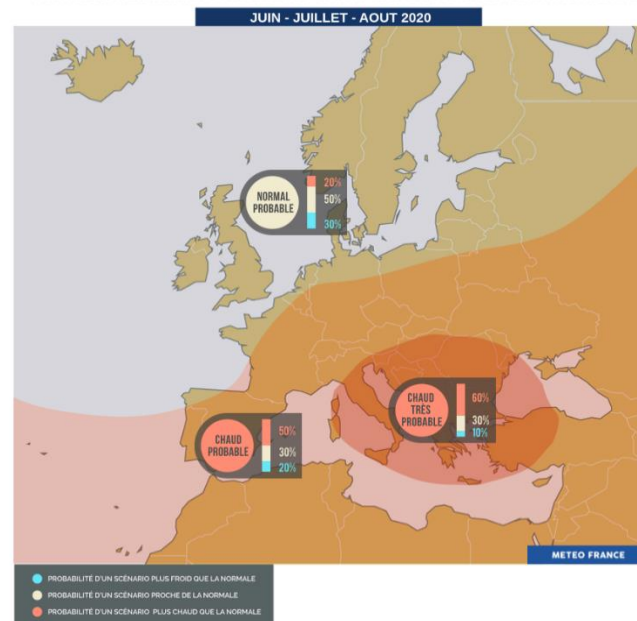 JUIN - JUILLET - AOUT 2020
NORMAL
PROBABLE
20%
50%
30%
CHAUD
TRÈS
PROBABLE
60%
30%
10%
CHAUD
PROBABLE
50%
30%
20%
METEO FRANCE
PROBABILITÉ D'UN SCÉNARIO PLUS FROID QUE LA NORMALE
PROBABILITÉ D'UN SCÉNARIO PROCHE DE LA NORMALE
PROBABILITÉ D'UN SCÉNARIO PLUS CHAUD QUE LA NORMALE